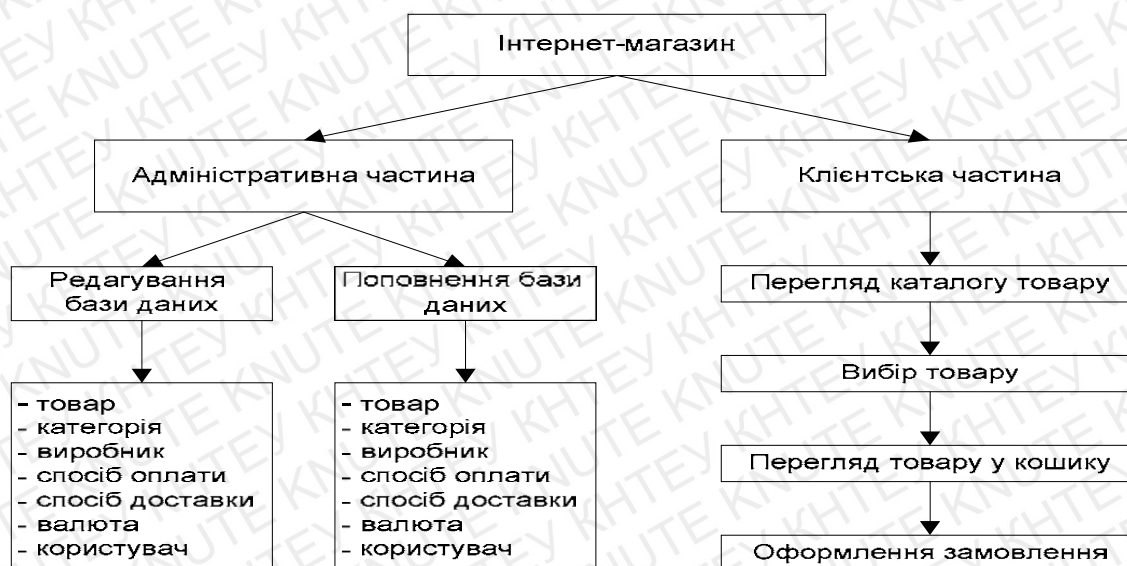 Інтернет-магазин
Адміністративна частина
Клієнтська частина
Редагування
бази даних
Поповнення бази
даних
Перегляд каталогу товару
Вибір товару
- товар
- категорія
- виробник
- спосіб оплати
- спосіб доставки
- валюта
- користувач
- товар
- категорія
- виробник
- спосіб оплати
- спосіб доставки
- валюта
- користувач
Перегляд товару у кошику
Оформлення замовлення
KNUTE КНТЕУ